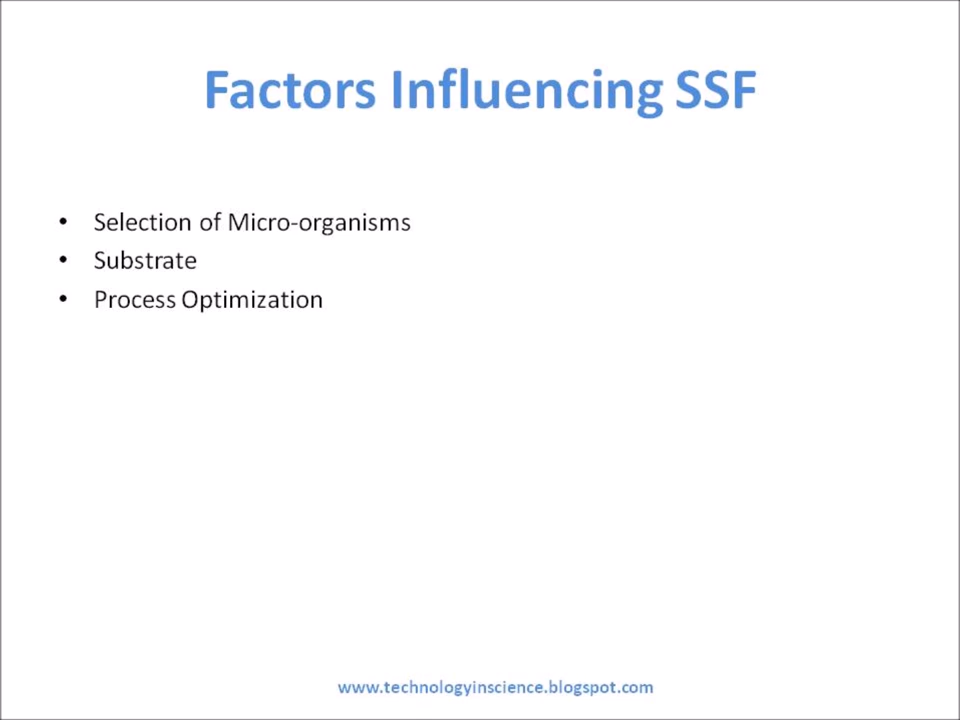 Factors Influencing SSF
• Selection of Micro-organisms
• Substrate
• Process Optimization
www.technologyinscience.blogspot.com